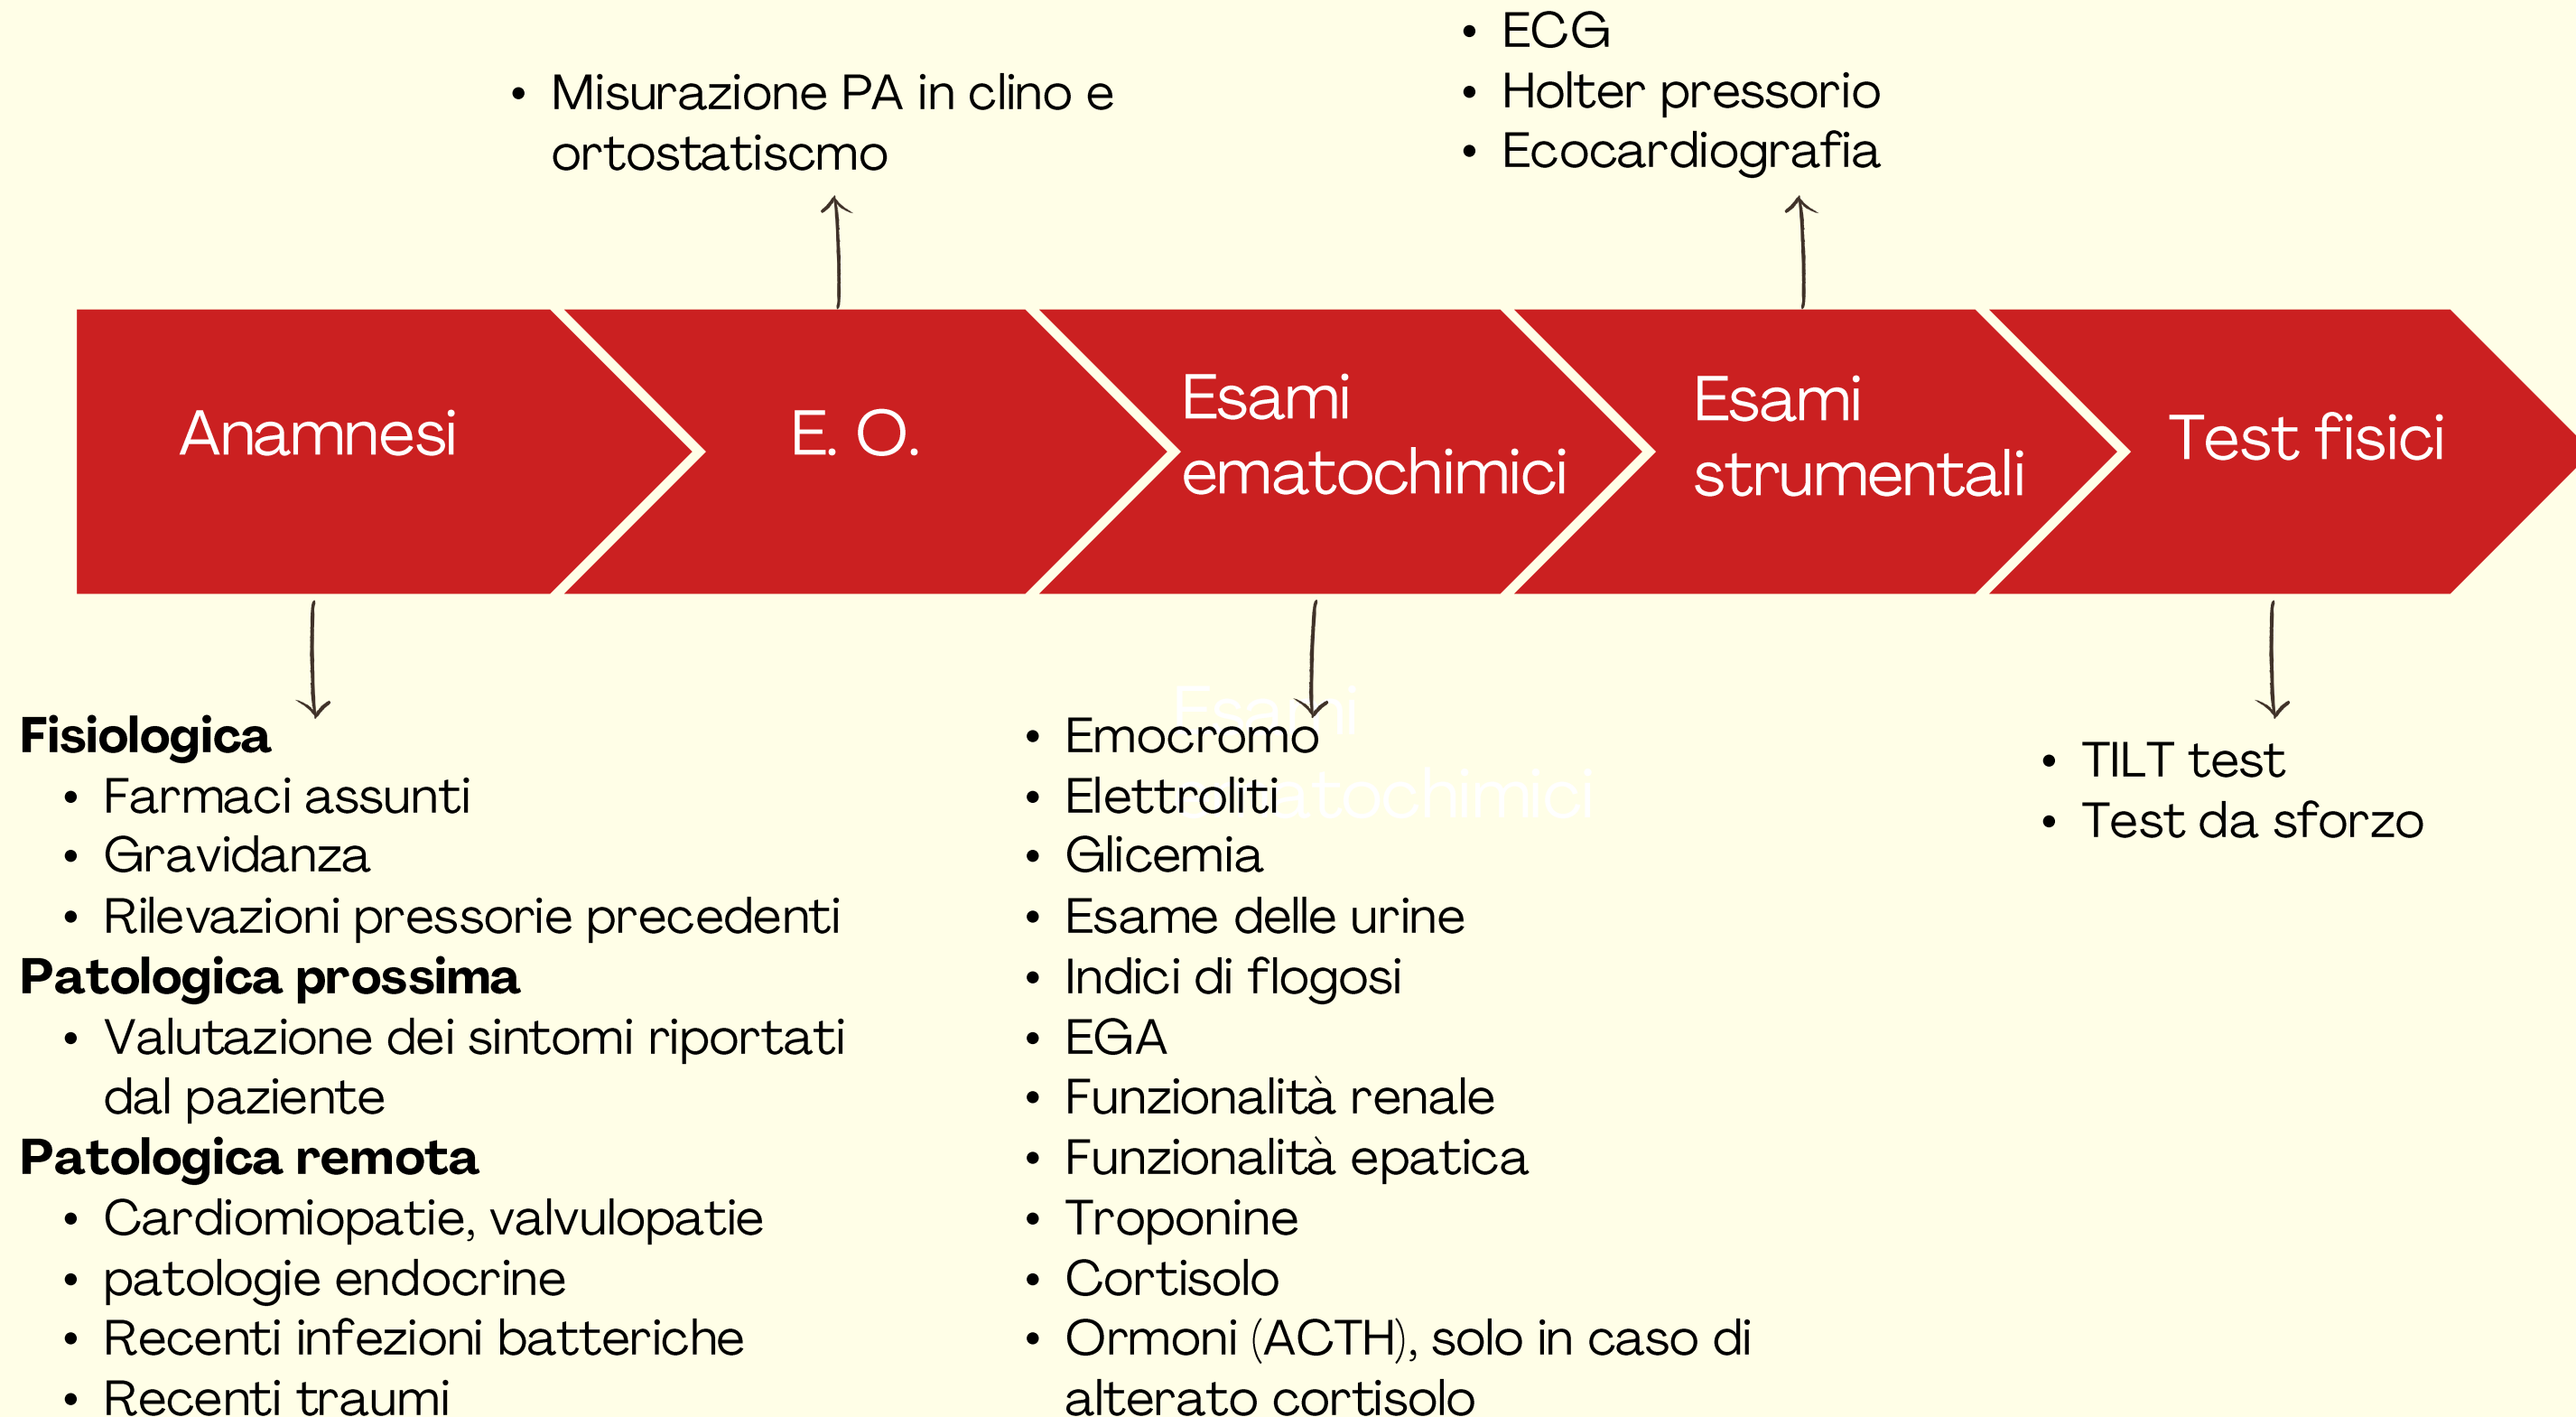 • Misurazione PA in clino e
ortostatiscmo
• ECG
• Holter pressorio
• Ecocardiografia
Anamnesi
E. O.
Esami
ematochimici
Esami
strumentali
Test fisici
Fisiologica
• Farmaci assunti
• Gravidanza
• Rilevazioni pressorie precedenti
Patologica prossima
• Valutazione dei sintomi riportati
dal paziente
Patologica remota
• Cardiomiopatie, valvulopatie
• patologie endocrine
• Recenti infezioni batteriche
• Recenti traumi
Esami
ematochimici
• Emocromo
• Elettroliti
• Glicemia
• Esame delle urine
• Indici di flogosi
• EGA
• Funzionalità renale
• Funzionalità epatica
• Troponine
• Cortisolo
• Ormoni (ACTH), solo in caso di
alterato cortisolo
• TILT test
• Test da sforzo